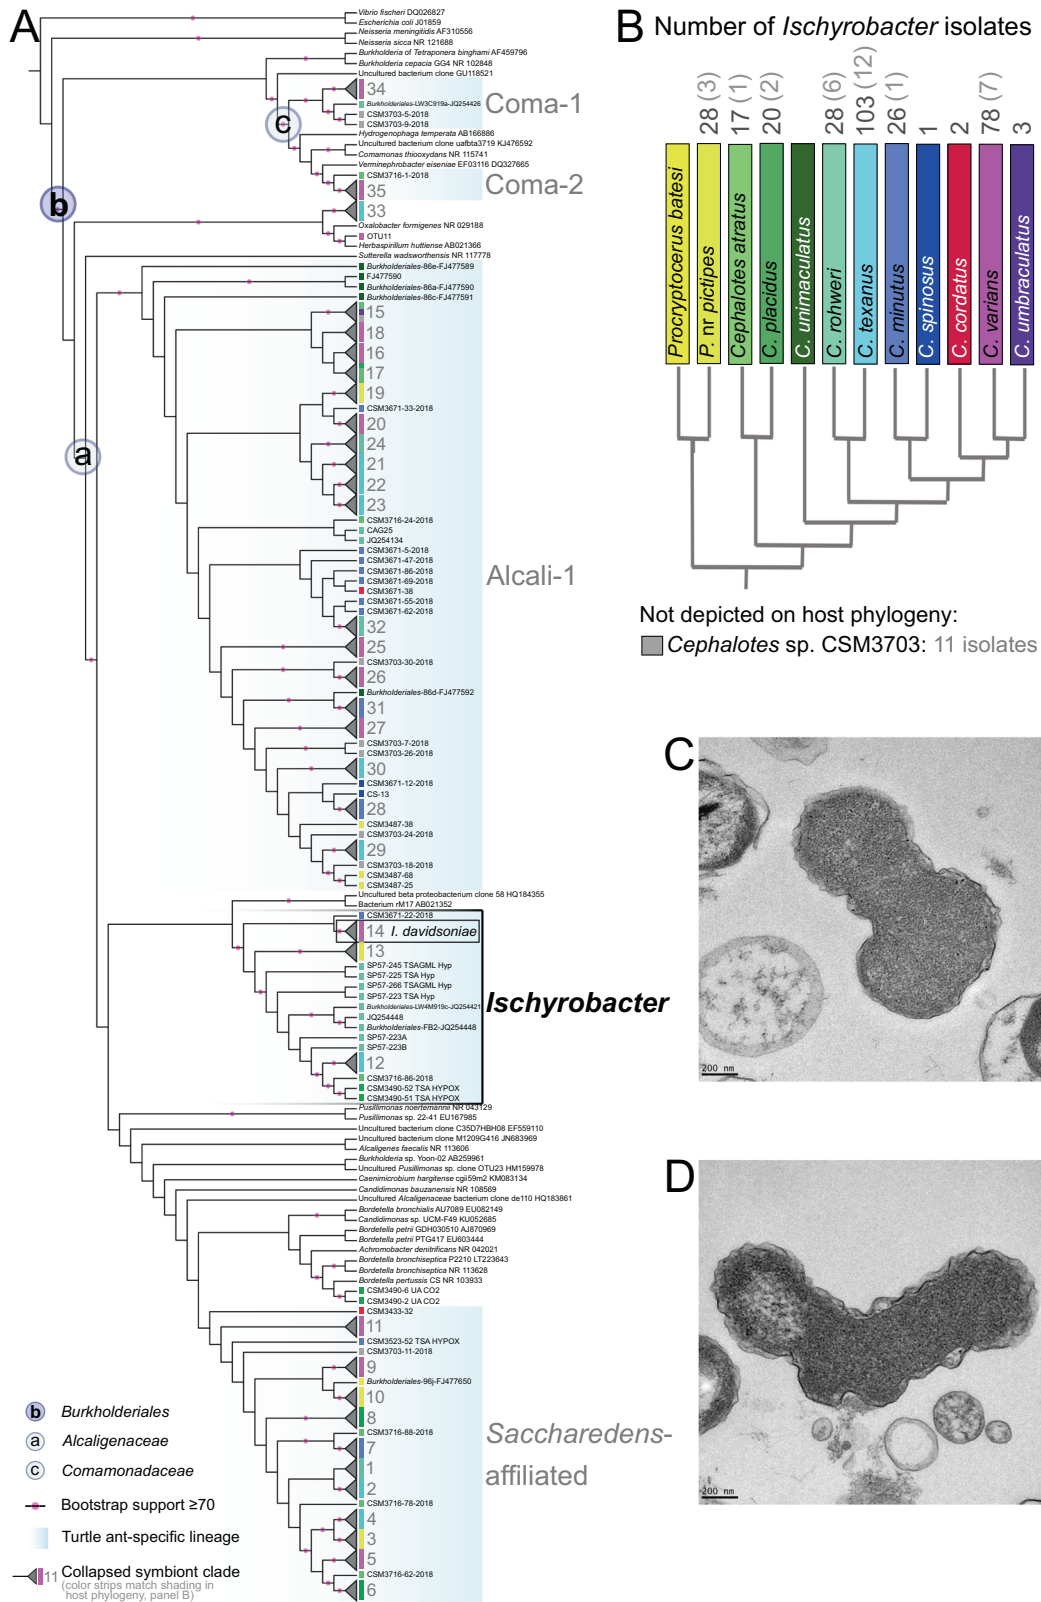 A
Vibrio fischeri DQ026827
Escherichia coli J01859
Neisseria meningitidis AF310556
Neisseria sicca NR 121688
Burkholderia of Tetraponera binghami AF459796
Burkholderia cepacia GG4 NR 102848
Uncultured bacterium clone GU118521
34
Burkholderiales-LW3C919a-JQ254426
CSM3703-5-2018
CSM3703-9-2018
Coma-1
c
Hydrogenophaga temperata AB166886
Uncultured bacterium clone uafbta3719 KJ476592
Comamonas thiooxydans NR 115741
Verminephrobacter eiseniae EF03116 DQ327665
CSM3716-1-2018
35
Coma-2
b
33
Oxalobacter formigenes NR 029188
OTU11
Herbaspirillum huttiense AB021366
Sutterella wadsworthensis NR 117778
Burkholderiales-86e-FJ477589
FJ477590
Burkholderiales-86a-FJ477590
Burkholderiales-86c-FJ477591
15
18
16
17
19
CSM3671-33-2018
20
24
a
21
22
23
CSM3716-24-2018
CAG25
JQ254134
CSM3671-5-2018
CSM3671-47-2018
CSM3671-86-2018
CSM3671-69-2018
CSM3671-38
CSM3671-55-2018
CSM3671-62-2018
Alcali-1
32
25
CSM3703-30-2018
26
Burkholderiales-86d-FJ477592
31
27
CSM3703-7-2018
CSM3703-26-2018
30
CSM3671-12-2018
CS-13
28
CSM3487-38
CSM3703-24-2018
29
CSM3703-18-2018
CSM3487-68
CSM3487-25
Uncultured beta proteobacterium clone 58 HQ184355
Bacterium rM17 AB021352
CSM3671-22-2018
14 I. davidsoniae
13
SP57-245 TSAGML Hyp
SP57-225 TSA Hyp
SP57-266 TSAGML Hyp
SP57-223 TSA Hyp
Burkholderiales-LW4M919c-JQ254421
JQ254448
Burkholderiales-FB2-JQ254448
SP57-223A
SP57-223B
12
CSM3716-86-2018
CSM3490-52 TSA HYPOX
CSM3490-51 TSA HYPOX
Ischyrobacter
Pusillimonas noertemannii NR 043129
Pusillimonas sp. 22-41 EU167985
Uncultured bacterium clone C35D7HBH08 EF559110
Uncultured bacterium clone M1209G416 JN683969
Alcaligenes faecalis NR 113606
Burkholderia sp. Yoon-02 AB259961
Uncultured Pusillimonas sp. clone OTU23 HM159978
Caenimicrobium hargitense cgii59m2 KM083134
Candidimonas bauzanensis NR 108569
Uncultured Alcaligenaceae bacterium clone de110 HQ183861
Bordetella bronchialis AU7089 EU082149
Candidimonas sp. UCM-F49 KU052685
Bordetella petrii GDH030510 AJ870969
Bordetella petrii PTG417 EU603444
Achromobacter denitrificans NR 042021
Bordetella bronchiseptica P2210 LT223643
Bordetella bronchiseptica NR 113628
Bordetella pertussis CS NR 103933
CSM3490-6 UA CO2
CSM3490-2 UA CO2
CSM3433-32
11
CSM3523-52 TSA HYPOX
CSM3703-11-2018
9
Burkholderiales-96j-FJ477650
10
8
CSM3716-88-2018
7
1
2
CSM3716-78-2018
4
3
5
CSM3716-62-2018
6
Saccharedens-
affiliated
b Burkholderiales
a Alcaligenaceae
c Comamonadaceae
Bootstrap support ≥70
Turtle ant-specific lineage
11 Collapsed symbiont clade
(color strips match shading in
host phylogeny, panel B)
B Number of Ischyrobacter isolates
28 (3)
17 (1)
20 (2)
28 (6)
103 (12)
26 (1)
1
2
78 (7)
3
Procryptocerus batesi
P. nr pictipes
Cephalotes atratus
C. placidus
C. unimaculatus
C. rohweri
C. texanus
C. minutus
C. spinosus
C. cordatus
C. varians
C. umbraculatus
Not depicted on host phylogeny:
Cephalotes sp. CSM3703: 11 isolates
C
200 nm
D
200 nm